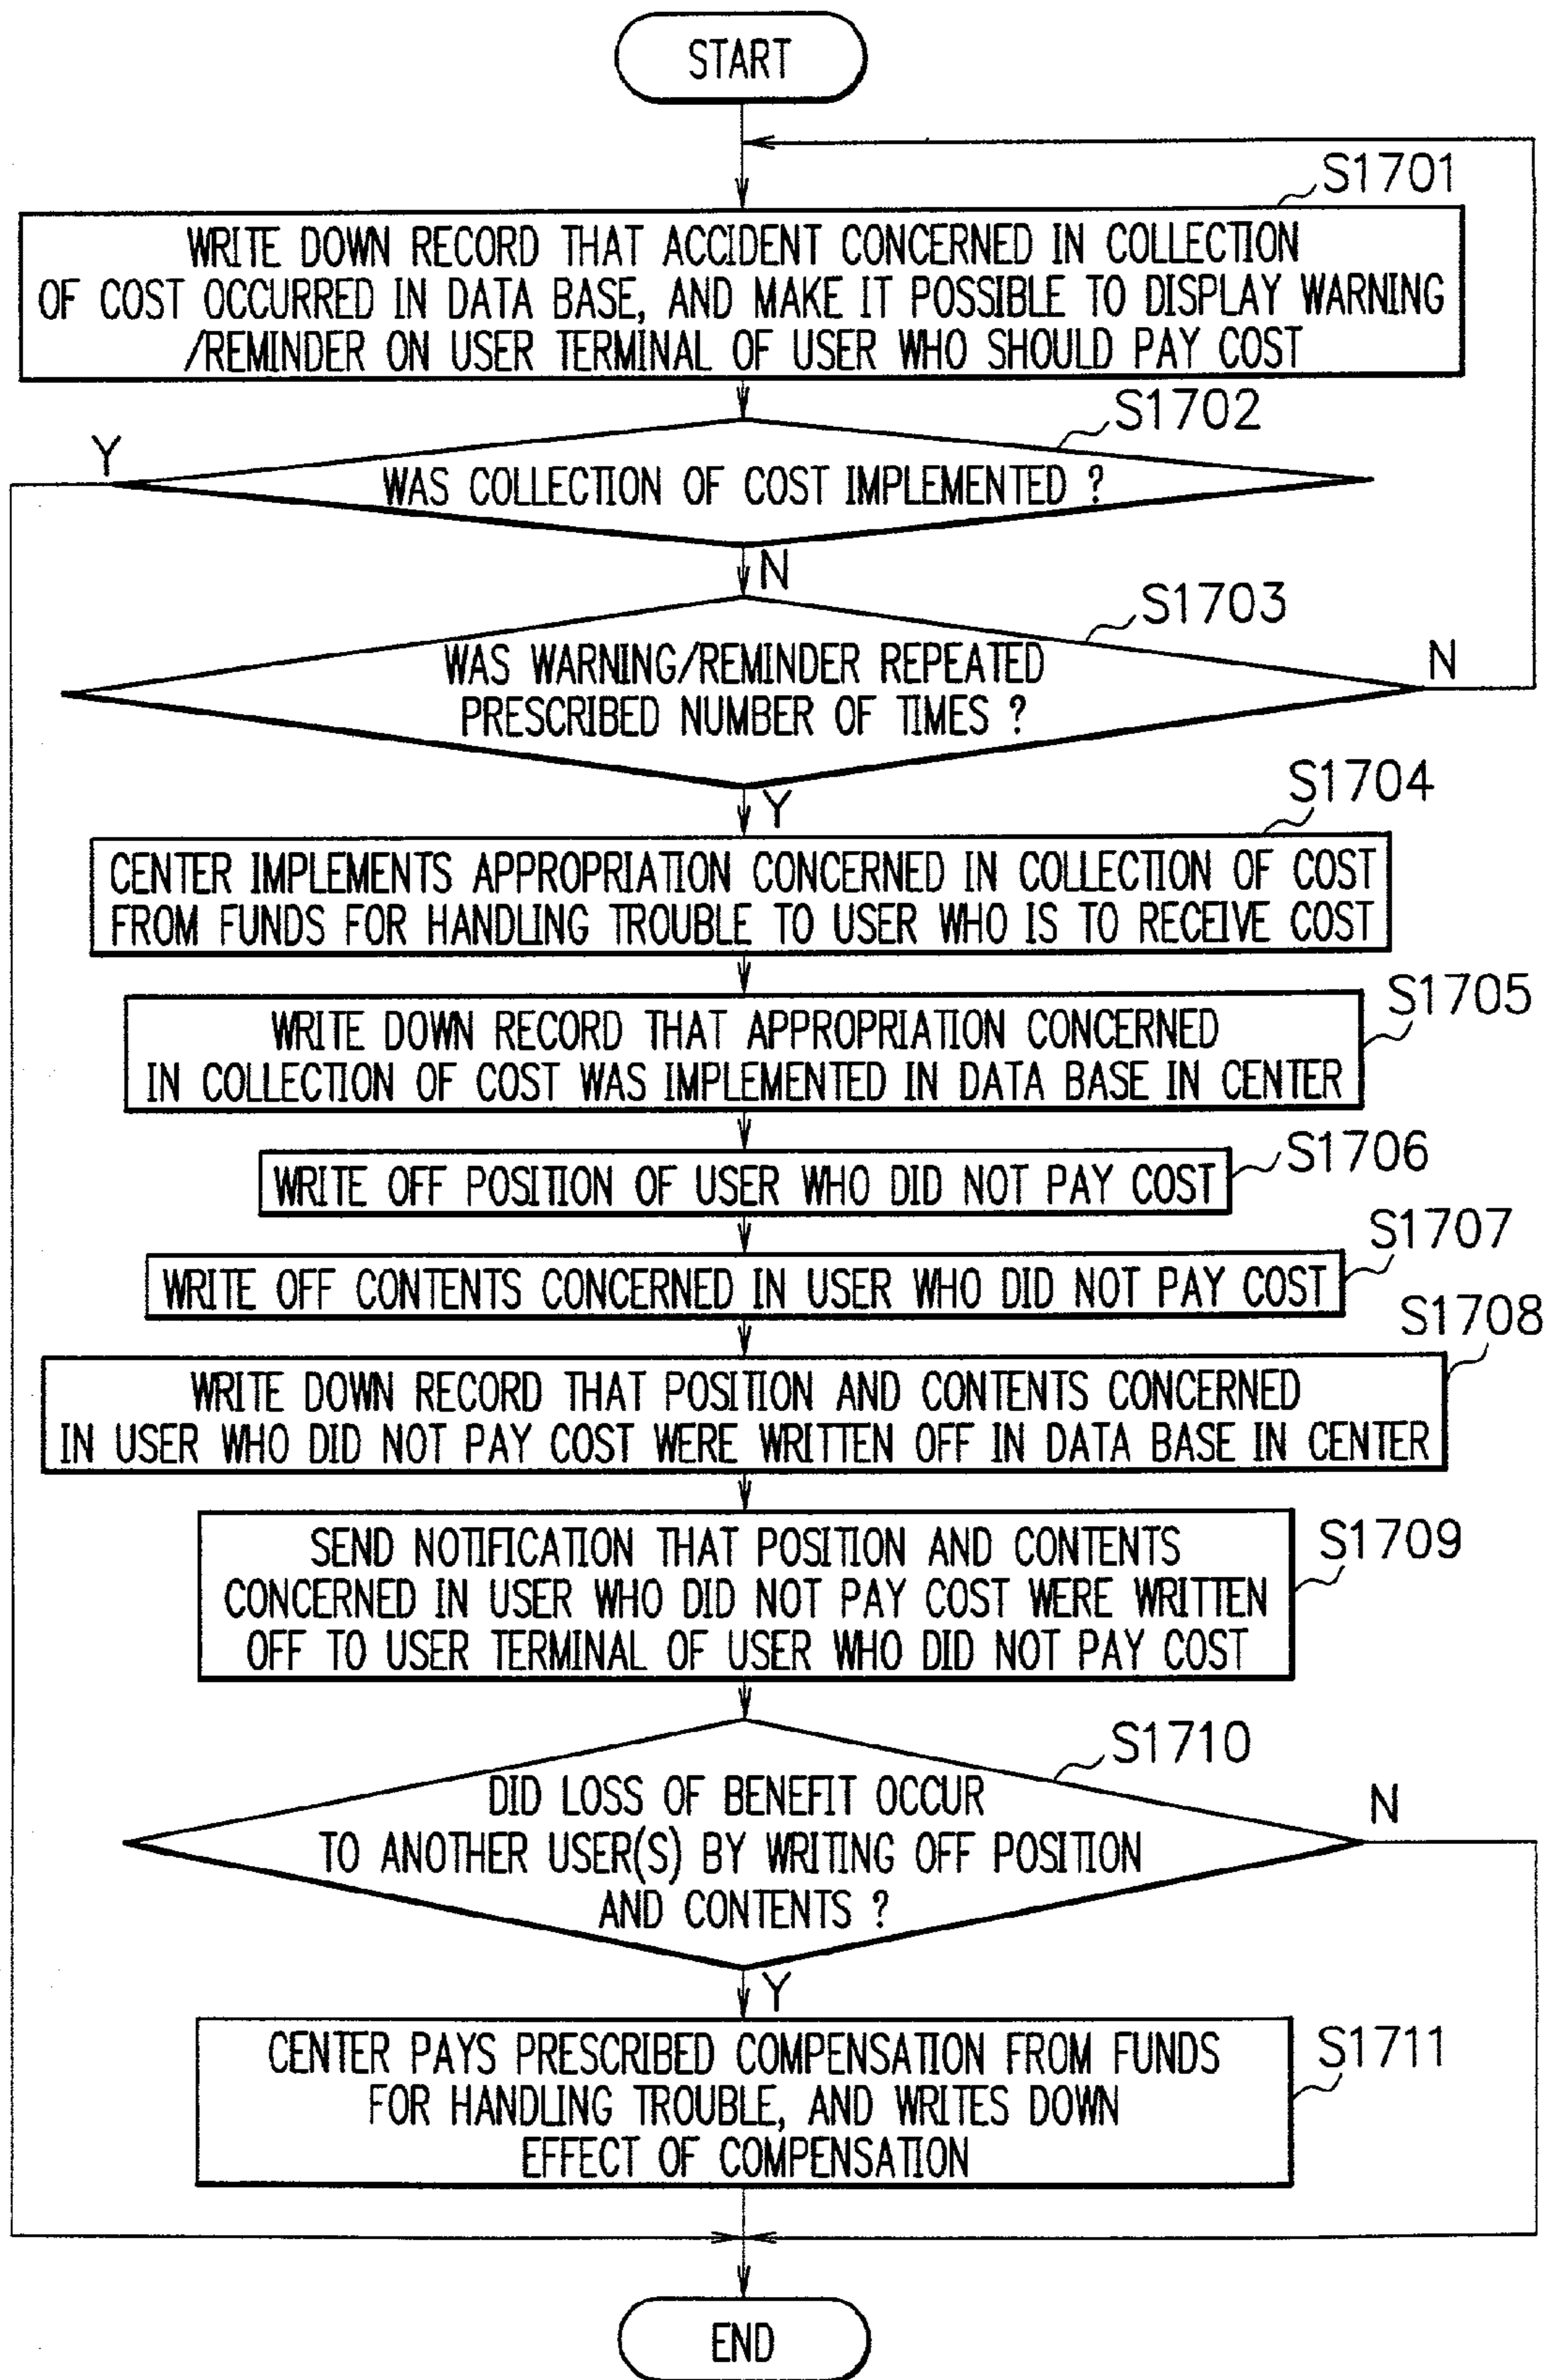 START
S1701
WRITE DOWN RECORD THAT ACCIDENT CONCERNED IN COLLECTION
OF COST OCCURRED IN DATA BASE, AND MAKE IT POSSIBLE TO DISPLAY WARNING
/REMINDER ON USER TERMINAL OF USER WHO SHOULD PAY COST
S1702
Y
WAS COLLECTION OF COST IMPLEMENTED ?
N
S1703
WAS WARNING/REMINDER REPEATED
PRESCRIBED NUMBER OF TIMES ?
N
Y
S1704
CENTER IMPLEMENTS APPROPRIATION CONCERNED IN COLLECTION OF COST
FROM FUNDS FOR HANDLING TROUBLE TO USER WHO IS TO RECEIVE COST
S1705
WRITE DOWN RECORD THAT APPROPRIATION CONCERNED
IN COLLECTION OF COST WAS IMPLEMENTED IN DATA BASE IN CENTER
S1706
WRITE OFF POSITION OF USER WHO DID NOT PAY COST
S1707
WRITE OFF CONTENTS CONCERNED IN USER WHO DID NOT PAY COST
S1708
WRITE DOWN RECORD THAT POSITION AND CONTENTS CONCERNED
IN USER WHO DID NOT PAY COST WERE WRITTEN OFF IN DATA BASE IN CENTER
S1709
SEND NOTIFICATION THAT POSITION AND CONTENTS
CONCERNED IN USER WHO DID NOT PAY COST WERE WRITTEN
OFF TO USER TERMINAL OF USER WHO DID NOT PAY COST
S1710
DID LOSS OF BENEFIT OCCUR
TO ANOTHER USER(S) BY WRITING OFF POSITION
AND CONTENTS ?
N
Y
S1711
CENTER PAYS PRESCRIBED COMPENSATION FROM FUNDS
FOR HANDLING TROUBLE, AND WRITES DOWN
EFFECT OF COMPENSATION
END